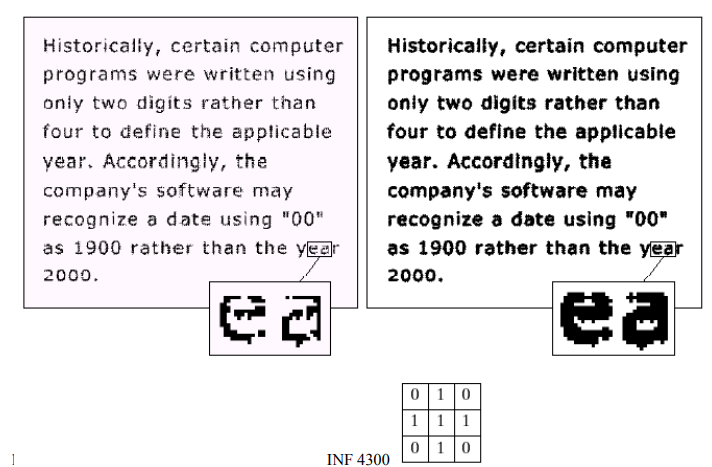 Historically, certain computer
programs were written using
only two digits rather than
four to define the applicable
year. Accordingly, the
company's software may
recognize a date using "00"
as 1900 rather than the year
2000.
ea
Historically, certain computer
programs were written using
only two digits rather than
four to define the applicable
year. Accordingly, the
company's software may
recognize a date using "00"
as 1900 rather than the year
2000.
ea
0 1 0
1 1 1
0 1 0
INF 4300